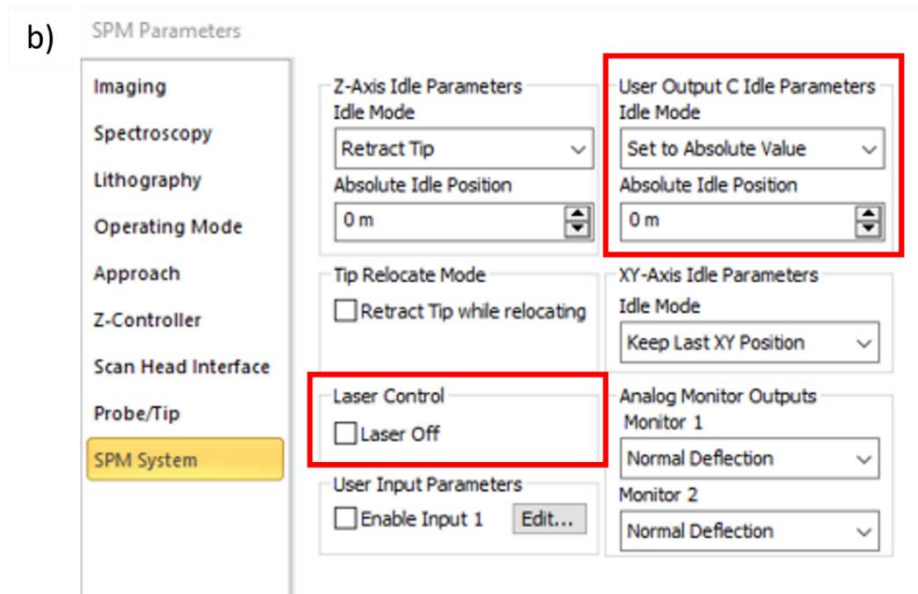 b)
SPM Parameters
Imaging
Spectroscopy
Lithography
Operating Mode
Approach
Z-Controller
Scan Head Interface
Probe/Tip
SPM System
Z-Axis Idle Parameters
Idle Mode
Retract Tip
Absolute Idle Position
0 m
User Output C Idle Parameters
Idle Mode
Set to Absolute Value
Absolute Idle Position
0 m
Tip Relocate Mode
Retract Tip while relocating
XY-Axis Idle Parameters
Idle Mode
Keep Last XY Position
Laser Control
Laser Off
Analog Monitor Outputs
Monitor 1
Normal Deflection
Monitor 2
Normal Deflection
User Input Parameters
Enable Input 1
Edit...